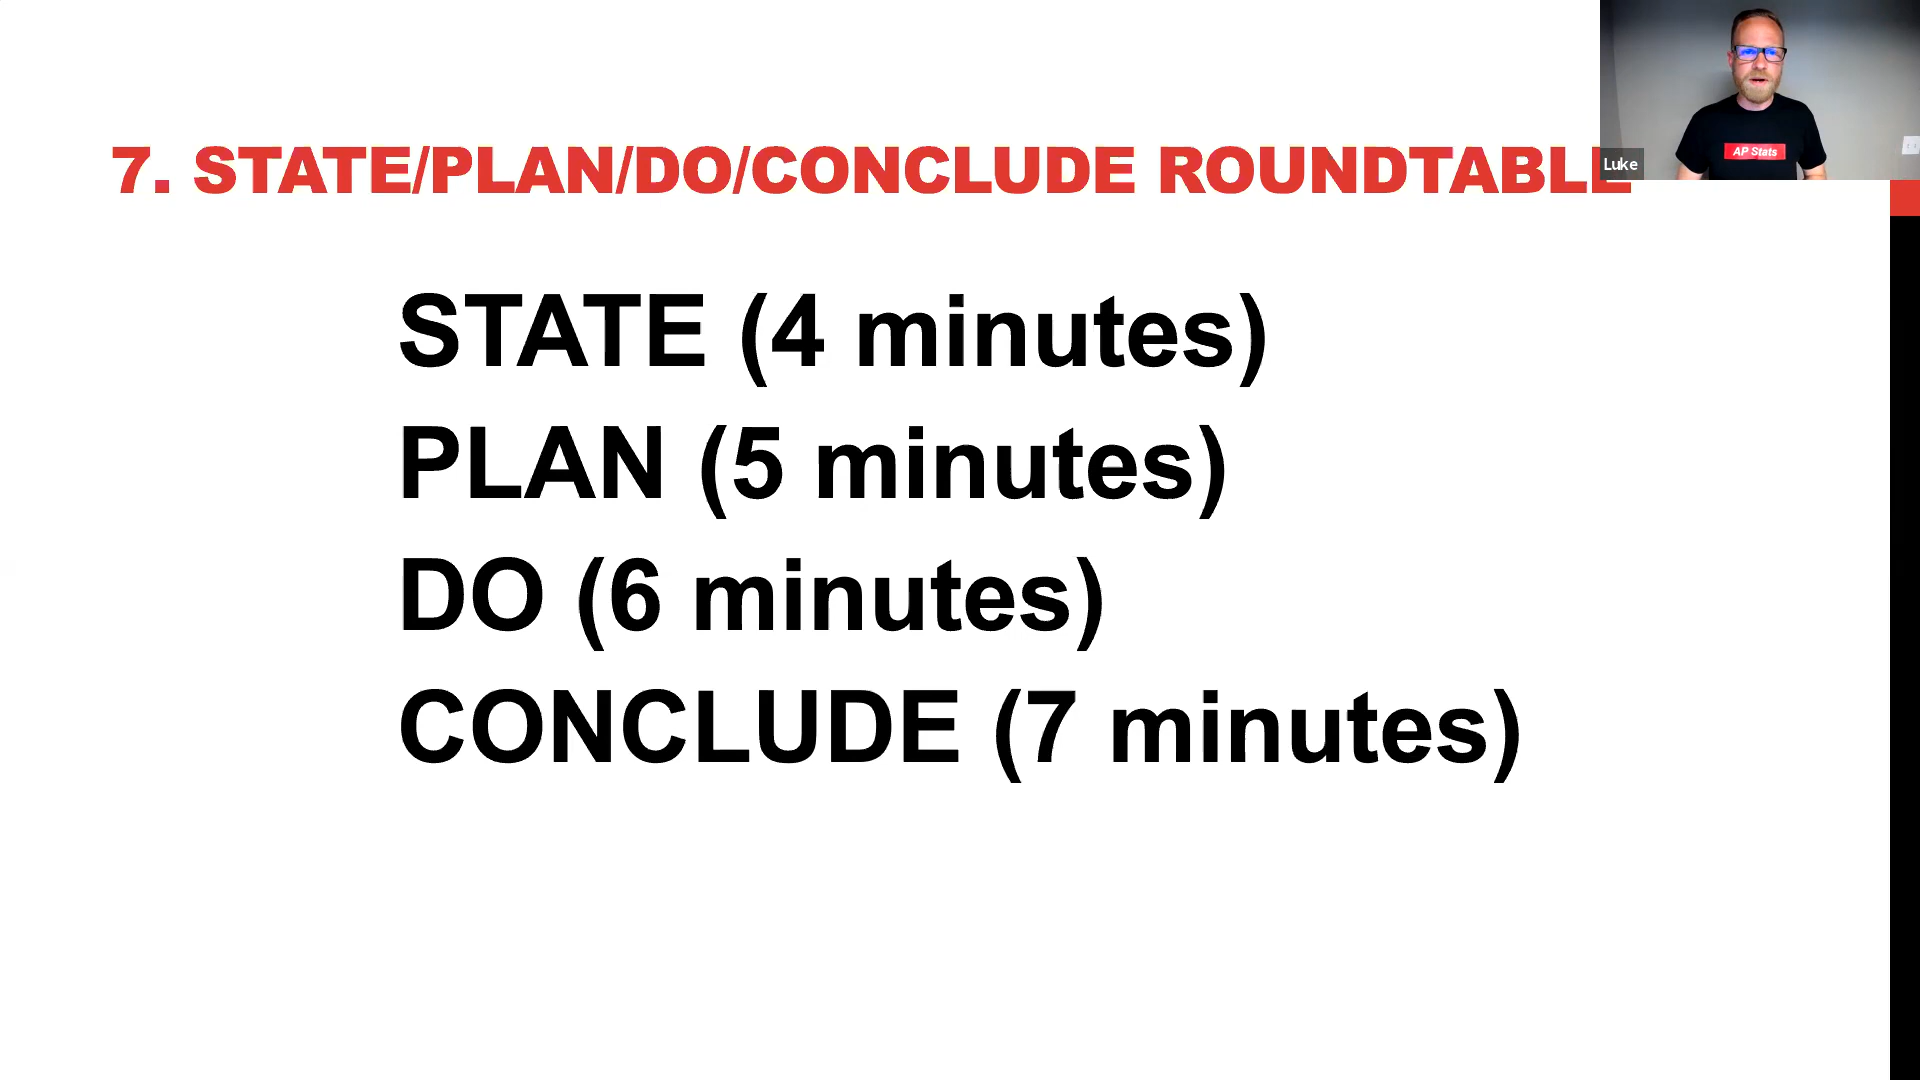 7. STATE/PLAN/DO/CONCLUDE ROUNDTABLE
STATE (4 minutes)
PLAN (5 minutes)
DO (6 minutes)
CONCLUDE (7 minutes)
AP Stats
Luke